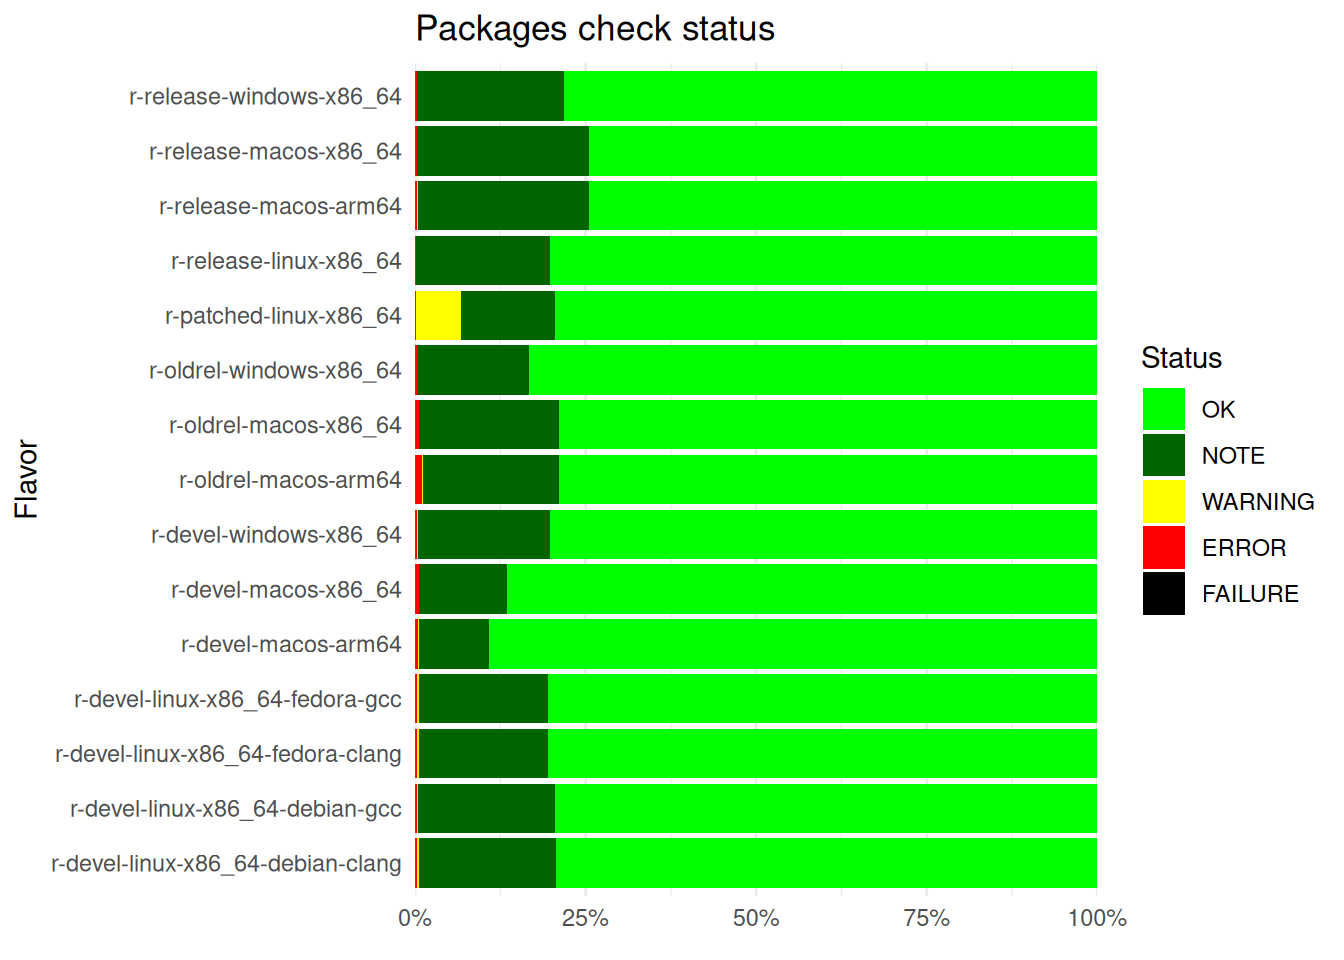 Packages check status
Flavor
r-release-windows-x86_64
r-release-macos-x86_64
r-release-macos-arm64
r-release-linux-x86_64
r-patched-linux-x86_64
r-oldrel-windows-x86_64
r-oldrel-macos-x86_64
r-oldrel-macos-arm64
r-devel-windows-x86_64
r-devel-macos-x86_64
r-devel-macos-arm64
r-devel-linux-x86_64-fedora-gcc
r-devel-linux-x86_64-fedora-clang
r-devel-linux-x86_64-debian-gcc
r-devel-linux-x86_64-debian-clang
0% 25% 50% 75% 100%
Status
OK
NOTE
WARNING
ERROR
FAILURE